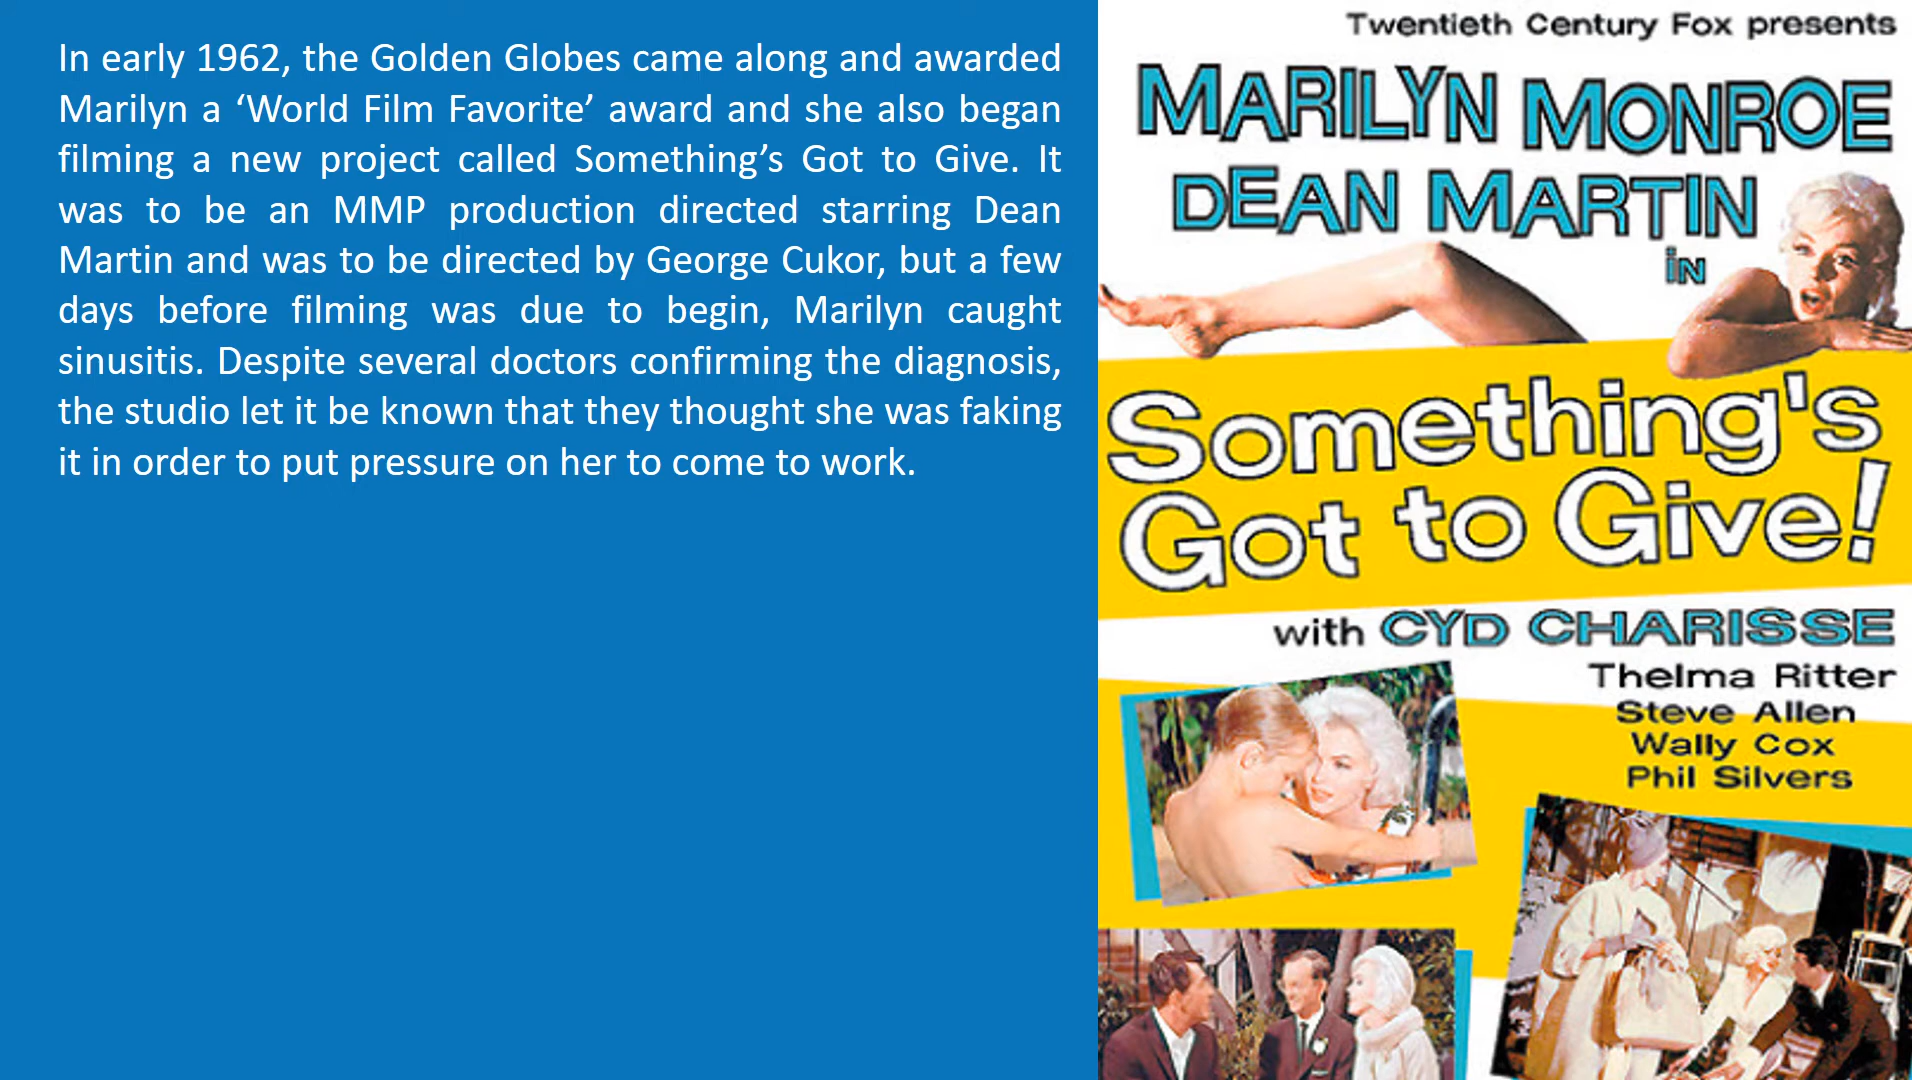 In early 1962, the Golden Globes came along and awarded
Marilyn a ‘World Film Favorite’ award and she also began
filming a new project called Something’s Got to Give. It
was to be an MMP production directed starring Dean
Martin and was to be directed by George Cukor, but a few
days before filming was due to begin, Marilyn caught
sinusitis. Despite several doctors confirming the diagnosis,
the studio let it be known that they thought she was faking
it in order to put pressure on her to come to work.
Twentieth Century Fox presents
MARILYN MONROE
DEAN MARTIN
iN
Something's
Got to Give!
with CYD CHARISSE
Thelma Ritter
Steve Allen
Wally Cox
Phil Silvers